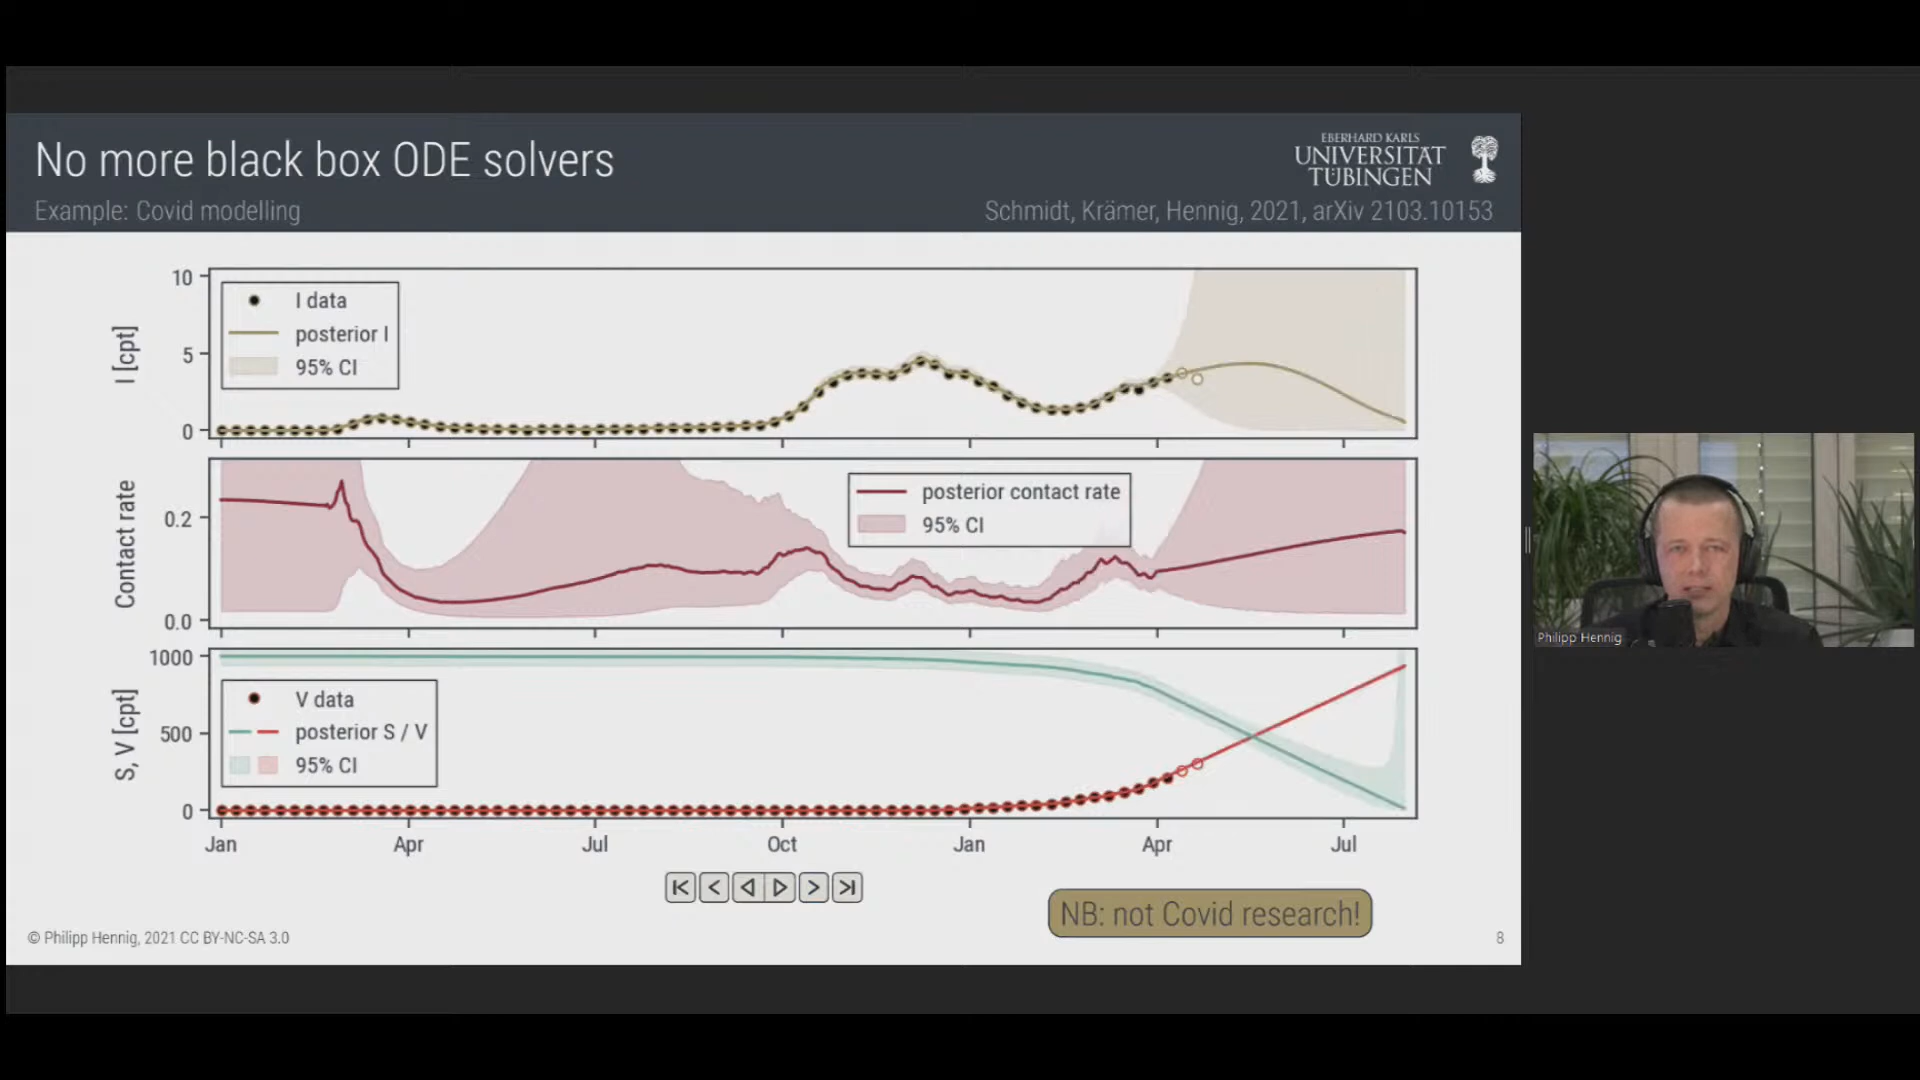 No more black box ODE solvers
EBERHARD KARLS
UNIVERSITÄT
TÜBINGEN
Example: Covid modelling
Schmidt, Krämer, Hennig, 2021, arXiv 2103.10153
I [cpt]
10
5
0
I data
posterior I
95% CI
Contact rate
0.2
0.0
posterior contact rate
95% CI
S, V [cpt]
1000
500
0
V data
posterior S / V
95% CI
Jan Apr Jul Oct Jan Apr Jul
NB: not Covid research!
© Philipp Hennig, 2021 CC BY-NC-SA 3.0
8
Philipp Hennig